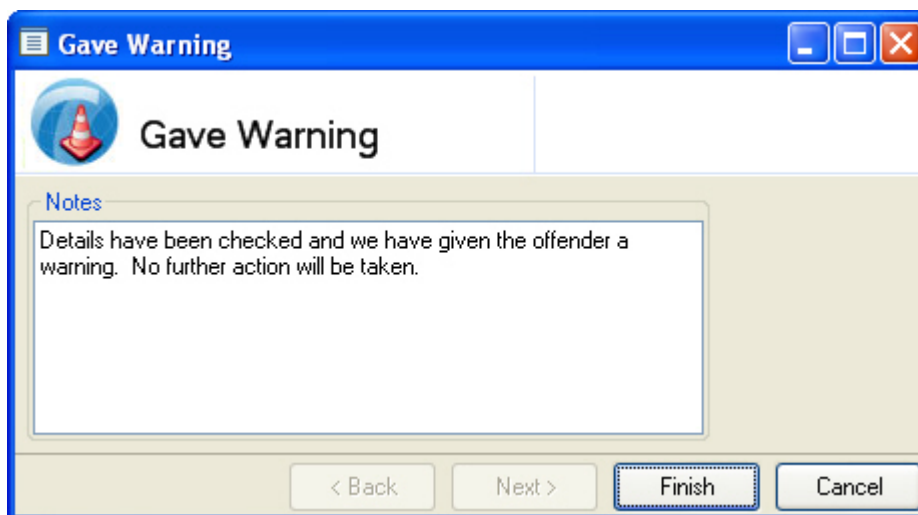 Gave Warning
Gave Warning
Notes
Details have been checked and we have given the offender a
warning.  No further action will be taken.
< Back
Next >
Finish
Cancel